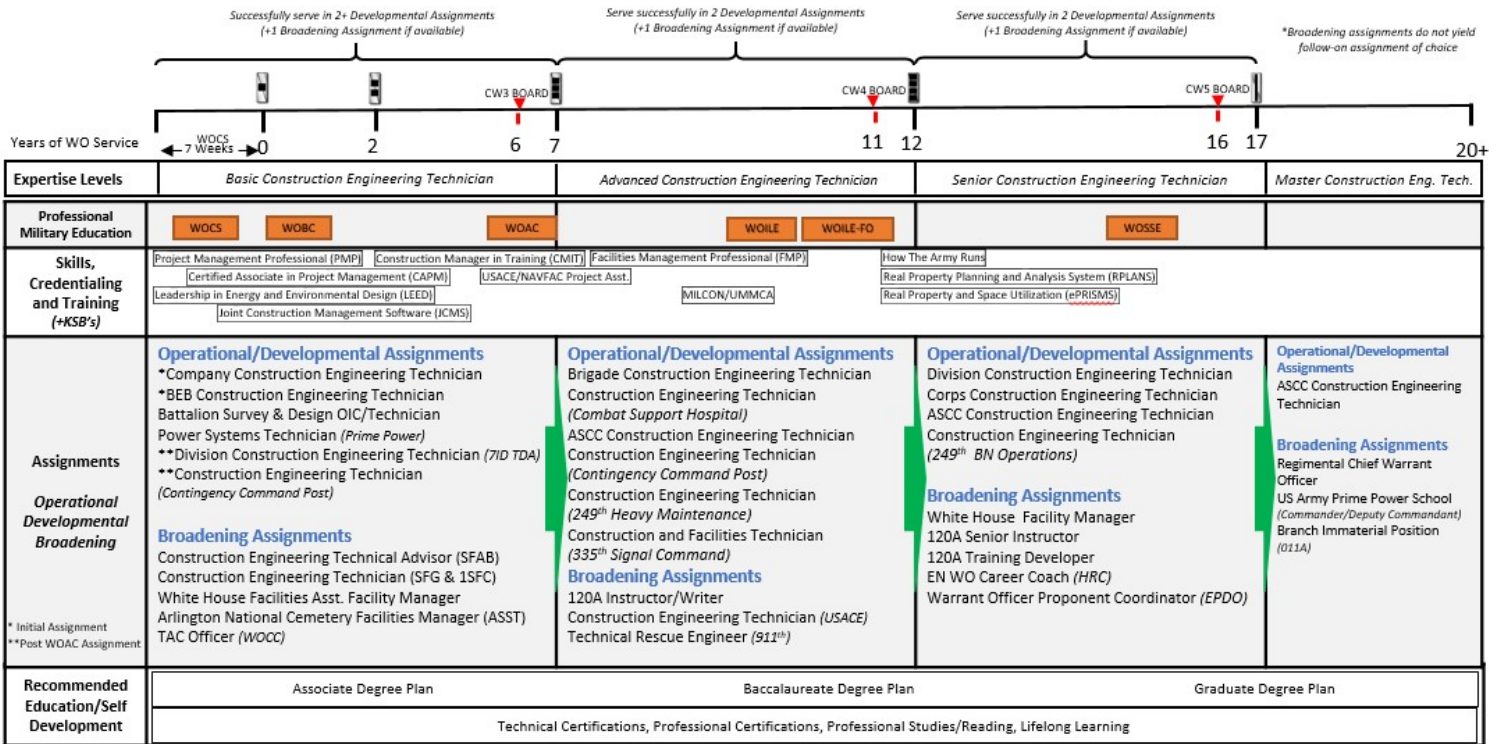 Successfully serve in 2+ Developmental Assignments
(+1 Broadening Assignment if available)
Serve successfully in 2 Developmental Assignments
(+1 Broadening Assignment if available)
Serve successfully in 2 Developmental Assignments
(+1 Broadening Assignment if available)
*Broadening assignments do not yield
follow-on assignment of choice
CW3 BOARD
CW4 BOARD
CW5 BOARD
Years of WO Service
WOCS
7 Weeks
0
2
6
7
11
12
16
17
20+
Expertise Levels
Basic Construction Engineering Technician
Advanced Construction Engineering Technician
Senior Construction Engineering Technician
Master Construction Eng. Tech.
Professional
Military Education
WOCS
WOBC
WOAC
WOILE
WOILE-FO
WOSSE
Skills,
Credentialing
and Training
(+KSB's)
Project Management Professional (PMP)
Construction Manager in Training (CMIT)
Facilities Management Professional (FMP)
How The Army Runs
Certified Associate in Project Management (CAPM)
USACE/NAVFAC Project Asst.
Real Property Planning and Analysis System (RPLANS)
Leadership in Energy and Environmental Design (LEED)
MILCON/UMMCA
Real Property and Space Utilization (ePRISMS)
Joint Construction Management Software (JCMS)
Assignments
Operational
Developmental
Broadening
* Initial Assignment
**Post WOAC Assignment
Operational/Developmental Assignments
*Company Construction Engineering Technician
*BEB Construction Engineering Technician
Battalion Survey & Design OIC/Technician
Power Systems Technician (Prime Power)
**Division Construction Engineering Technician (7ID TDA)
**Construction Engineering Technician
(Contingency Command Post)
Broadening Assignments
Construction Engineering Technical Advisor (SFAB)
Construction Engineering Technician (SFG & 1SFC)
White House Facilities Asst. Facility Manager
Arlington National Cemetery Facilities Manager (ASST)
TAC Officer (WOCC)
Operational/Developmental Assignments
Brigade Construction Engineering Technician
Construction Engineering Technician
(Combat Support Hospital)
ASCC Construction Engineering Technician
Construction Engineering Technician
(Contingency Command Post)
Construction Engineering Technician
(249th Heavy Maintenance)
Construction and Facilities Technician
(335th Signal Command)
Broadening Assignments
120A Instructor/Writer
Construction Engineering Technician (USACE)
Technical Rescue Engineer (911th)
Operational/Developmental Assignments
Division Construction Engineering Technician
Corps Construction Engineering Technician
ASCC Construction Engineering Technician
Construction Engineering Technician
(249th BN Operations)
Broadening Assignments
White House Facility Manager
120A Senior Instructor
120A Training Developer
EN WO Career Coach (HRC)
Warrant Officer Proponent Coordinator (EPDO)
Operational/Developmental
Assignments
ASCC Construction Engineering
Technician
Broadening Assignments
Regimental Chief Warrant
Officer
US Army Prime Power School
(Commander/Deputy Commandant)
Branch Immaterial Position
(011A)
Recommended
Education/Self
Development
Associate Degree Plan
Baccalaureate Degree Plan
Graduate Degree Plan
Technical Certifications, Professional Certifications, Professional Studies/Reading, Lifelong Learning